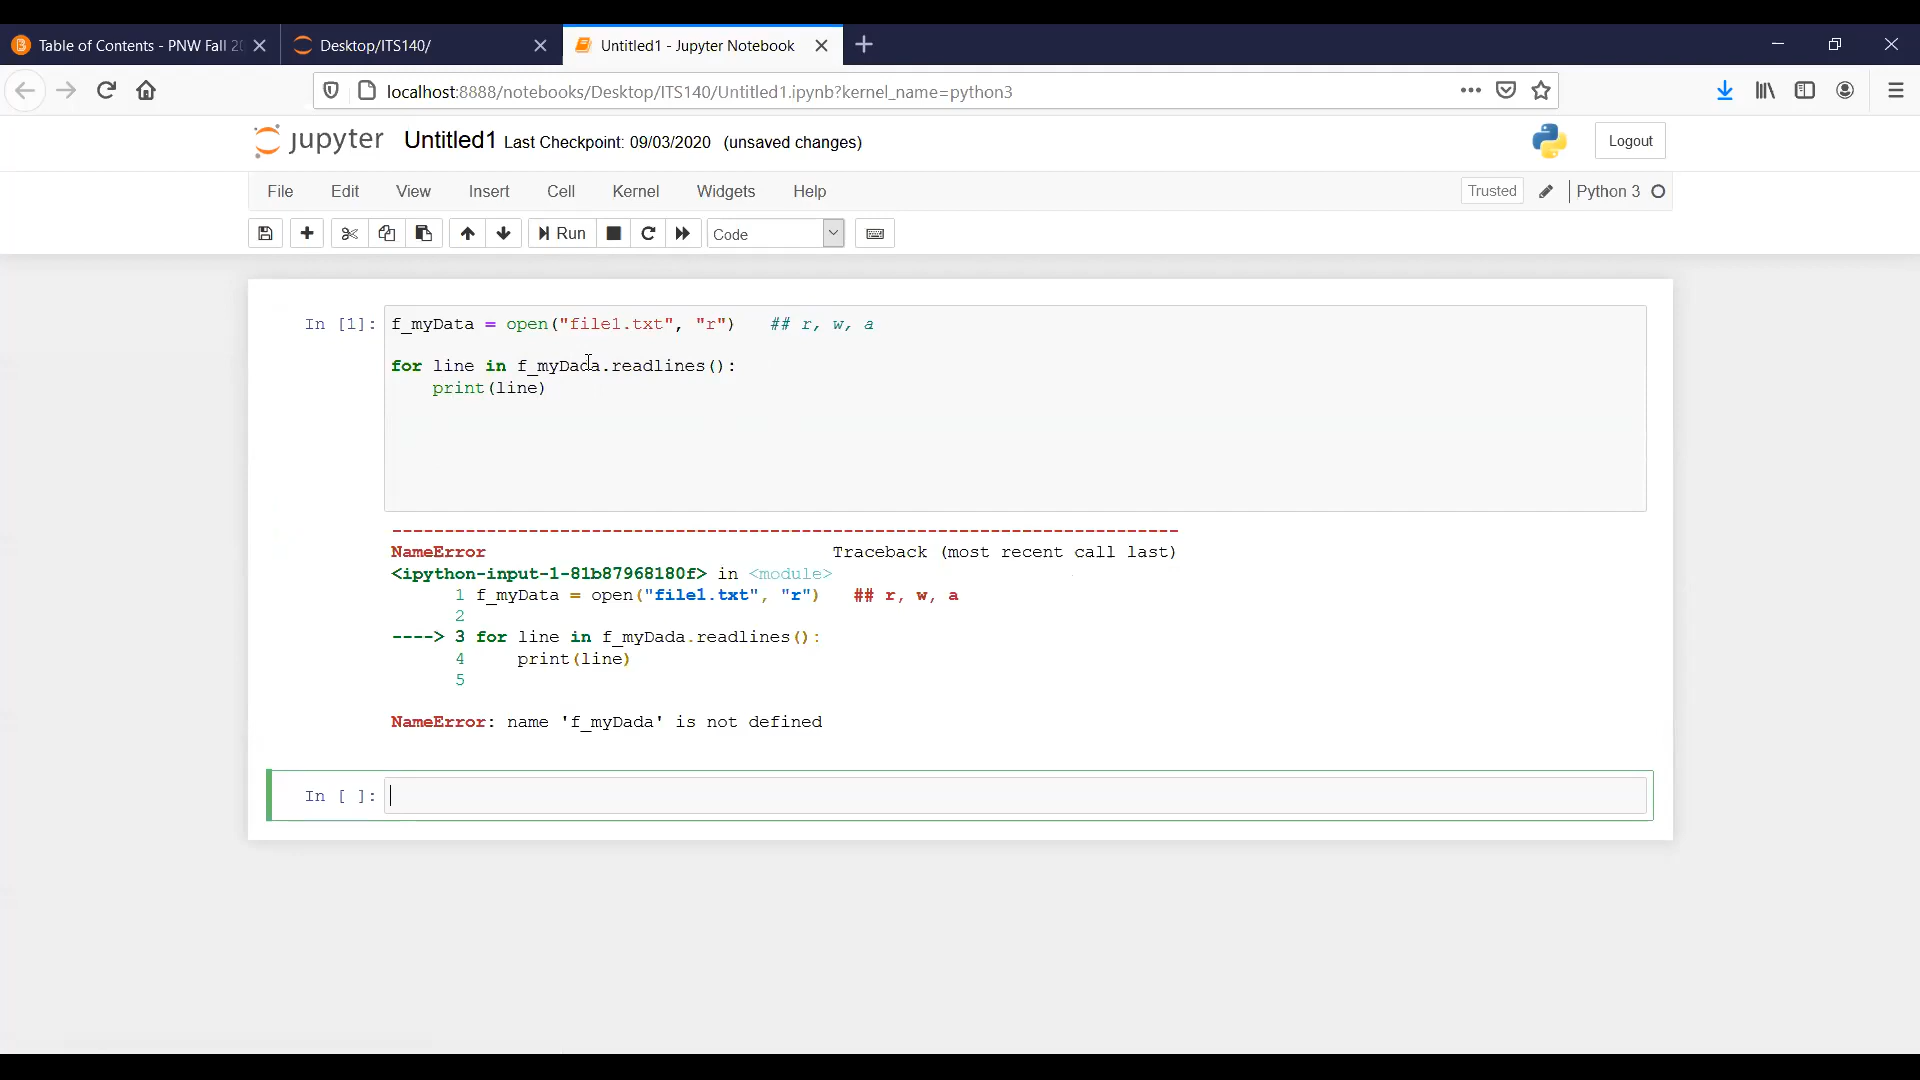 Table of Contents - PNW Fall 20
Desktop/ITS140/
Untitled1 - Jupyter Notebook
localhost:8888/notebooks/Desktop/ITS140/Untitled1.ipynb?kernel_name=python3
jupyter Untitled1 Last Checkpoint: 09/03/2020 (unsaved changes)
Logout
File Edit View Insert Cell Kernel Widgets Help
Trusted
Python 3
Run
Code
In [1]: f_myData = open("file1.txt", "r") ## r, w, a
for line in f_myDada.readlines():
print(line)
---------------------------------------------------------------------------
NameError Traceback (most recent call last)
<ipython-input-1-81b87968180f> in <module>
1 f_myData = open("file1.txt", "r") ## r, w, a
2
----> 3 for line in f_myDada.readlines():
4 print(line)
5
NameError: name 'f_myDada' is not defined
In [ ]: